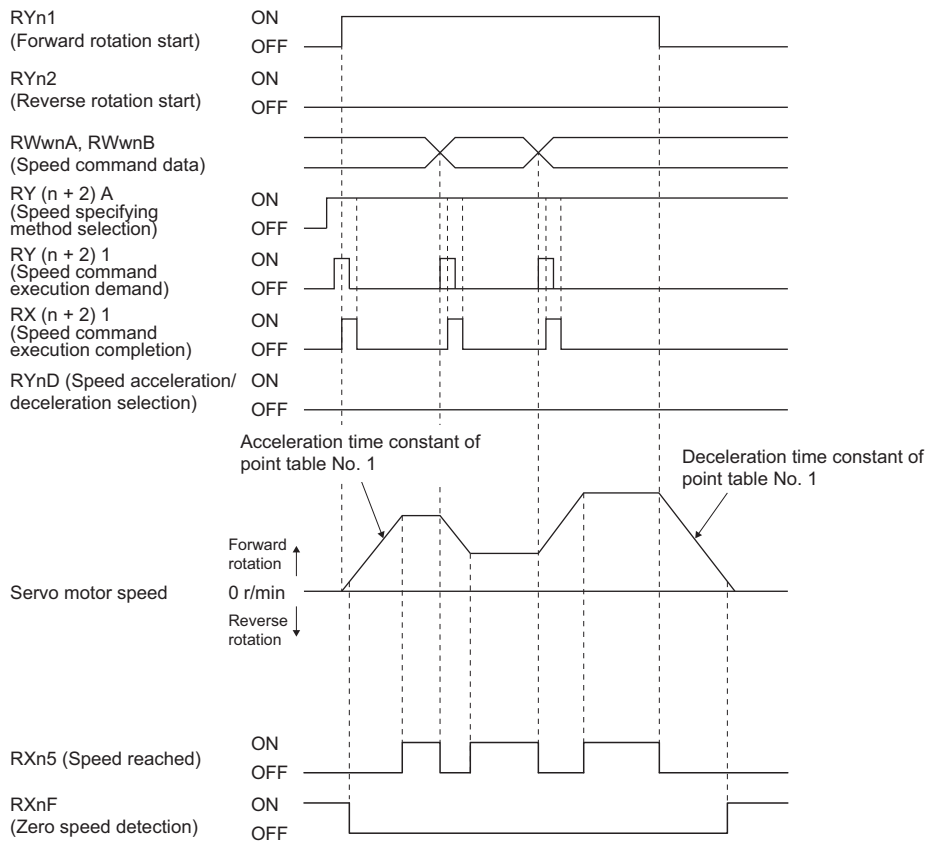 RYn1
(Forward rotation start)
ON
OFF
RYn2
(Reverse rotation start)
ON
OFF
RWwnA, RWwnB
(Speed command data)
RY (n + 2) A
(Speed specifying
method selection)
ON
OFF
RY (n + 2) 1
(Speed command
execution demand)
ON
OFF
RX (n + 2) 1
(Speed command
execution completion)
ON
OFF
RYnD (Speed acceleration/
deceleration selection)
ON
OFF
Acceleration time constant of
point table No. 1
Deceleration time constant of
point table No. 1
Forward
rotation
Servo motor speed
0 r/min
Reverse
rotation
RXn5 (Speed reached)
ON
OFF
RXnF
(Zero speed detection)
ON
OFF